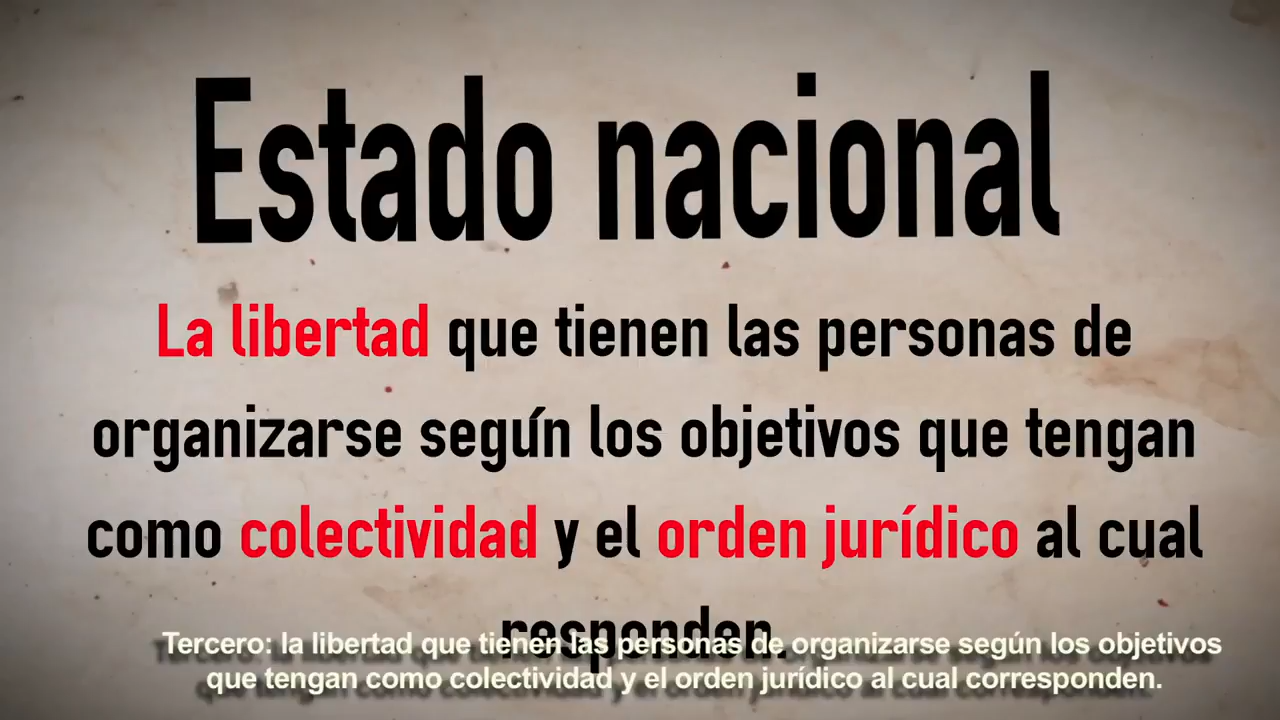 Estado nacional
La libertad que tienen las personas de
organizarse según los objetivos que tengan
como colectividad y el orden jurídico al cual
responden.
Tercero: la libertad que tienen las personas de organizarse según los objetivos
que tengan como colectividad y el orden jurídico al cual corresponden.